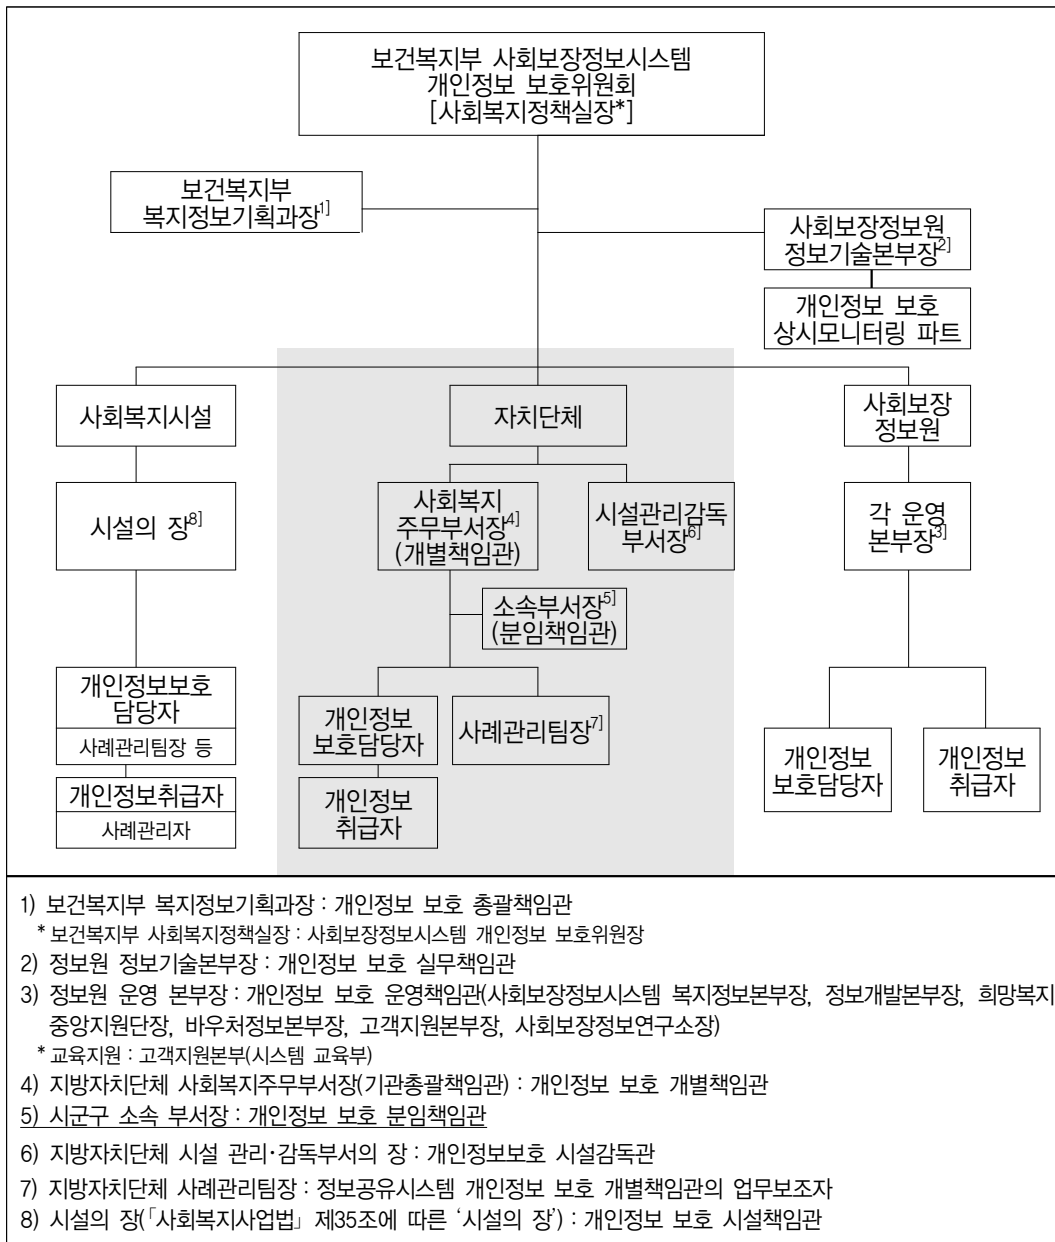 보건복지부 사회보장정보시스템
개인정보 보호위원회
[사회복지정책실장*]
보건복지부
복지정보기획과장1]
사회보장정보원
정보기술본부장2]
개인정보 보호
상시모니터링 파트
사회복지시설
자치단체
사회보장
정보원
시설의 장8]
사회복지
주무부서장4]
(개별책임관)
시설관리감독
부서장6]
각 운영
본부장3]
소속부서장5]
(분임책임관)
개인정보보호
담당자
사례관리팀장 등
개인정보취급자
사례관리자
개인정보
보호담당자
사례관리팀장7]
개인정보
취급자
개인정보
보호담당자
개인정보
취급자
1) 보건복지부 복지정보기획과장 : 개인정보 보호 총괄책임관
* 보건복지부 사회복지정책실장 : 사회보장정보시스템 개인정보 보호위원장
2) 정보원 정보기술본부장 : 개인정보 보호 실무책임관
3) 정보원 운영 본부장 : 개인정보 보호 운영책임관(사회보장정보시스템 복지정보본부장, 정보개발본부장, 희망복지
중앙지원단장, 바우처정보본부장, 고객지원본부장, 사회보장정보연구소장)
* 교육지원 : 고객지원본부(시스템 교육부)
4) 지방자치단체 사회복지주무부서장(기관총괄책임관) : 개인정보 보호 개별책임관
5) 시군구 소속 부서장 : 개인정보 보호 분임책임관
6) 지방자치단체 시설 관리·감독부서의 장 : 개인정보보호 시설감독관
7) 지방자치단체 사례관리팀장 : 정보공유시스템 개인정보 보호 개별책임관의 업무보조자
8) 시설의 장(「사회복지사업법」 제35조에 따른 ‘시설의 장’) : 개인정보 보호 시설책임관